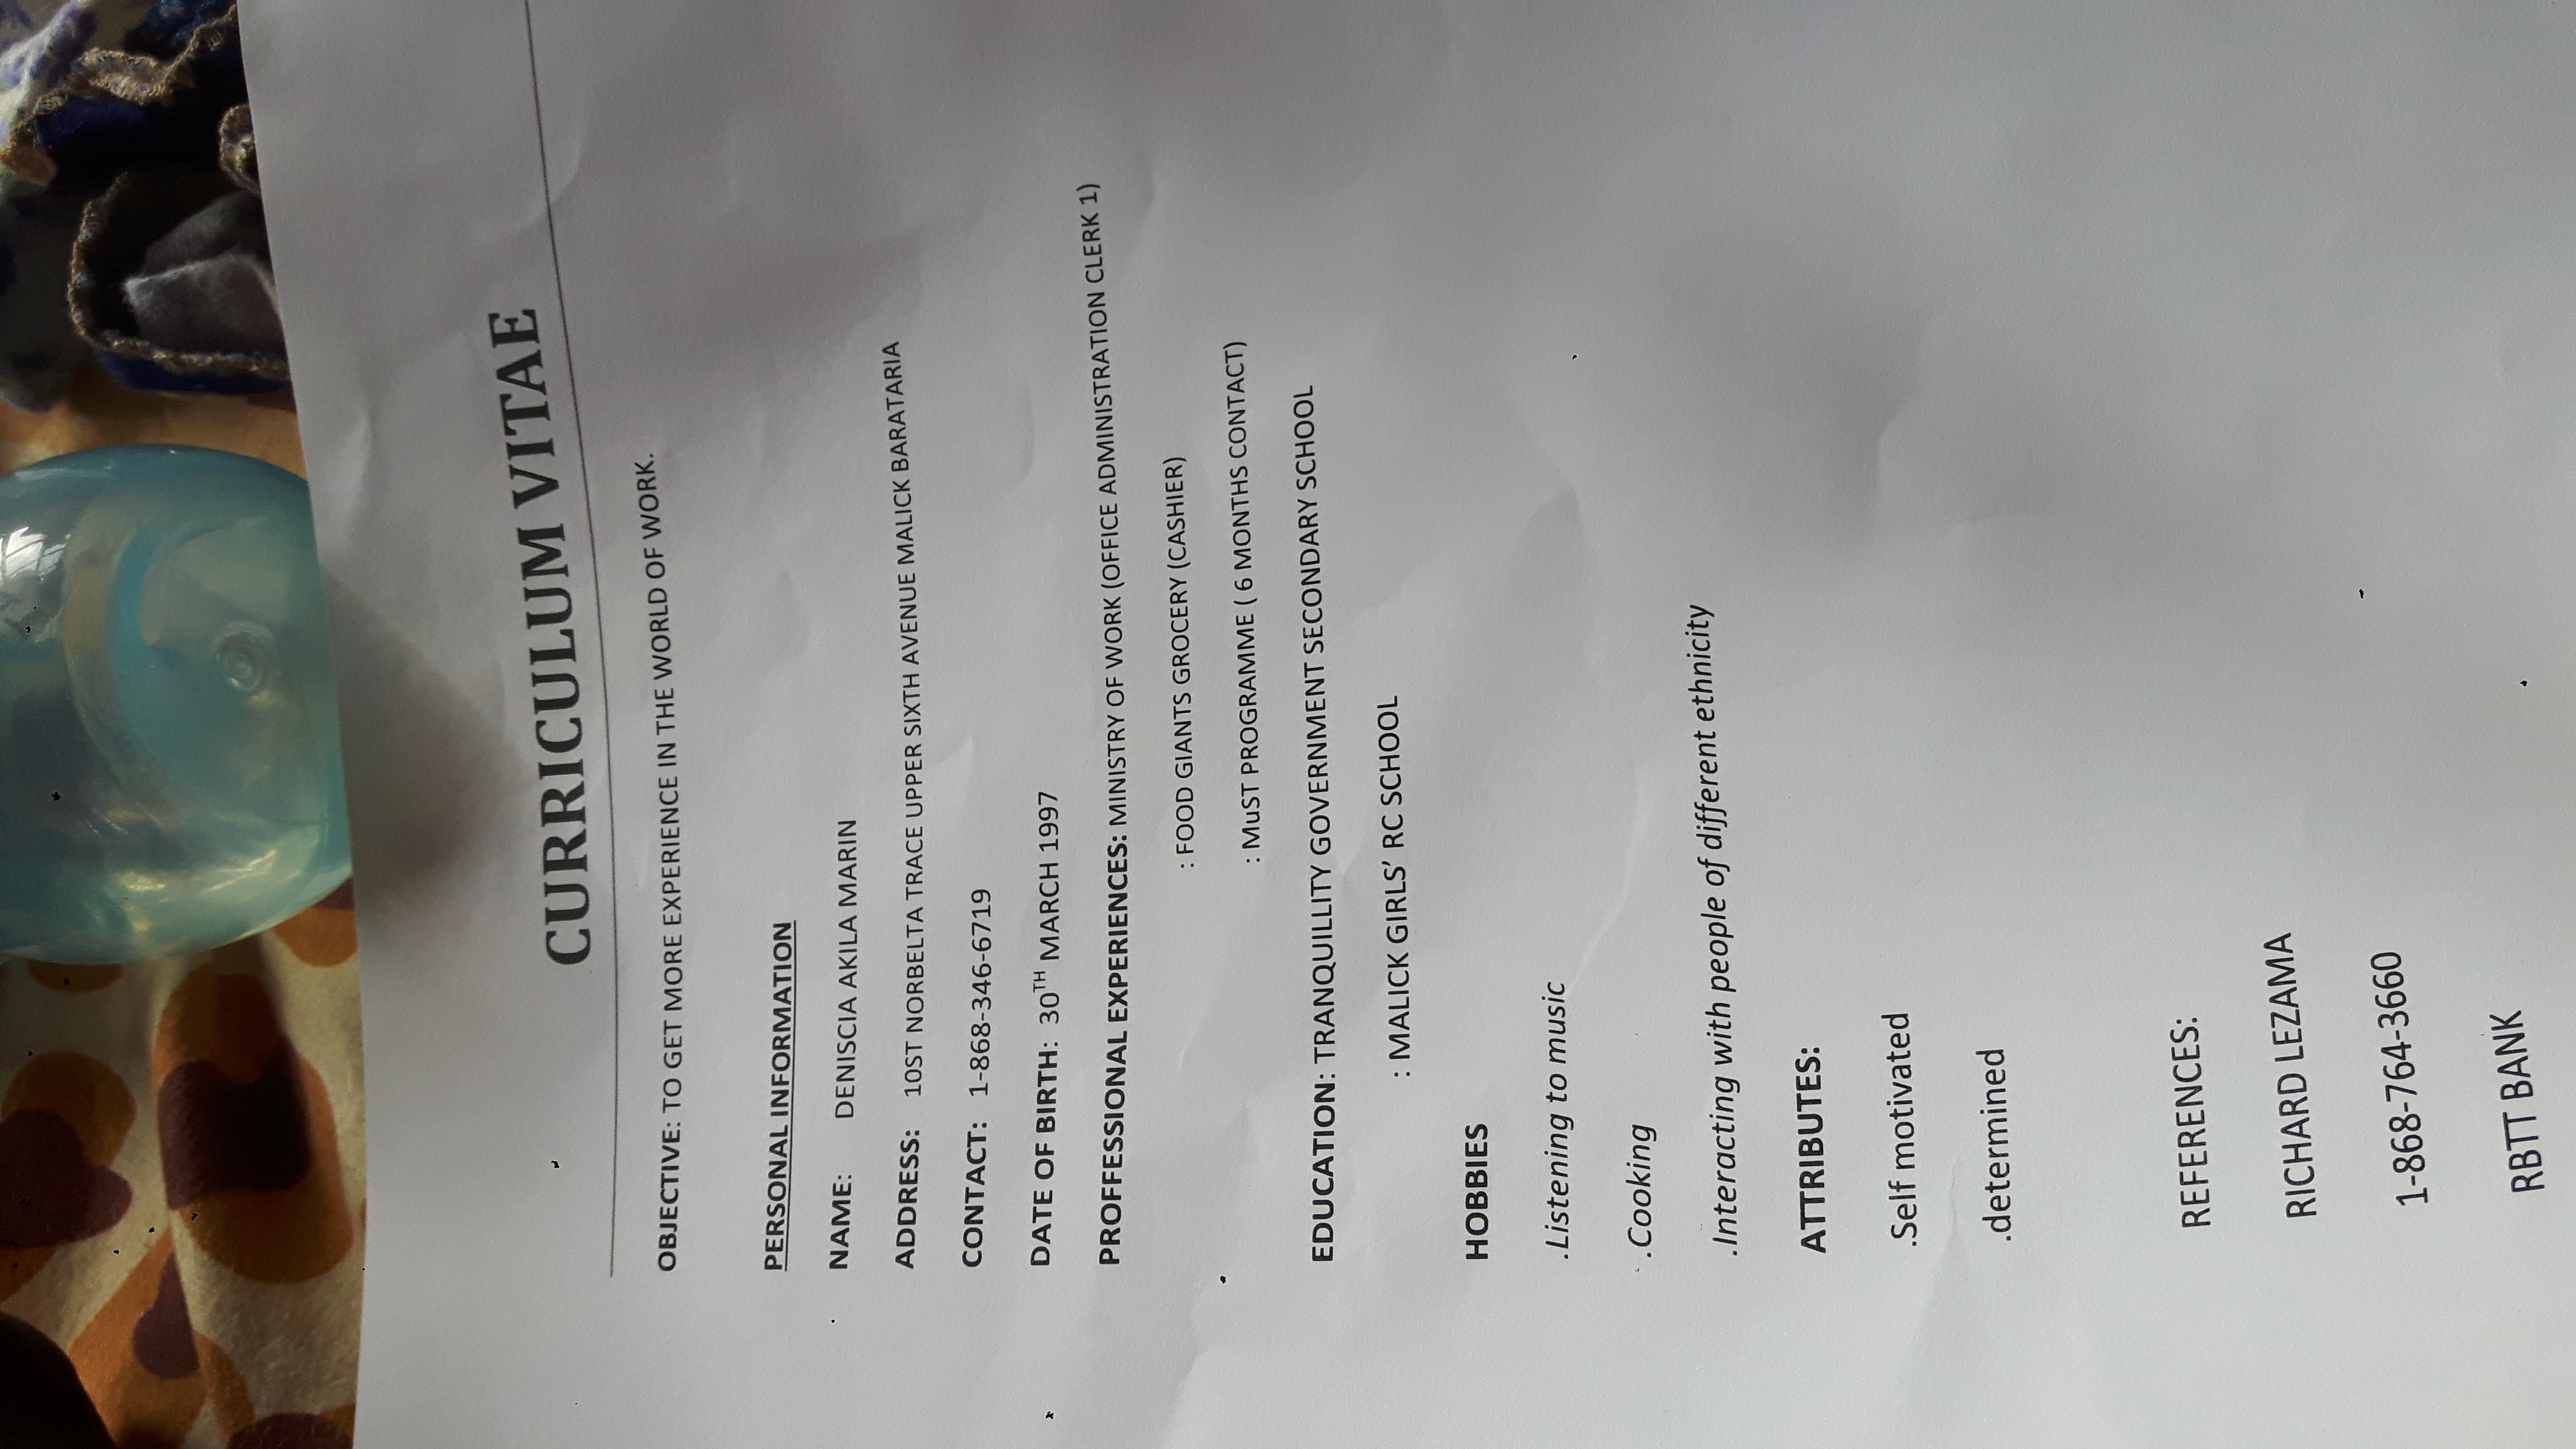 CURRICULUM VITAE
OBJECTIVE: TO GET MORE EXPERIENCE IN THE WORLD OF WORK.
PERSONAL INFORMATION
NAME: DENISCIA AKILA MARIN
ADDRESS: 10ST NORBELTA TRACE UPPER SIXTH AVENUE MALICK BARATARIA
CONTACT: 1-868-346-6719
DATE OF BIRTH: 30TH MARCH 1997
PROFFESSIONAL EXPERIENCES: MINISTRY OF WORK (OFFICE ADMINISTRATION CLERK 1)
: FOOD GIANTS GROCERY (CASHIER)
: MuST PROGRAMME ( 6 MONTHS CONTACT)
EDUCATION: TRANQUILLITY GOVERNMENT SECONDARY SCHOOL
: MALICK GIRLS' RC SCHOOL
HOBBIES
.Listening to music
.Cooking
.Interacting with people of different ethnicity
ATTRIBUTES:
.Self motivated
.determined
REFERENCES:
RICHARD LEZAMA
1-868-764-3660
RBTT BANK